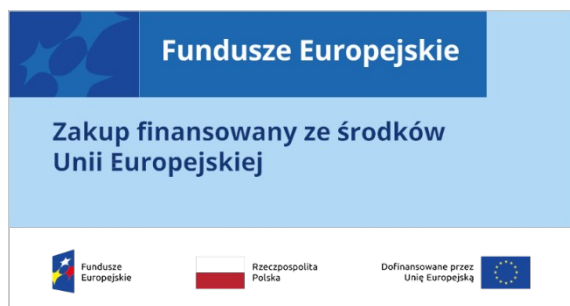 Fundusze Europejskie
Zakup finansowany ze środków
Unii Europejskiej
Fundusze
Europejskie
Rzeczpospolita
Polska
Dofinansowane przez
Unię Europejską